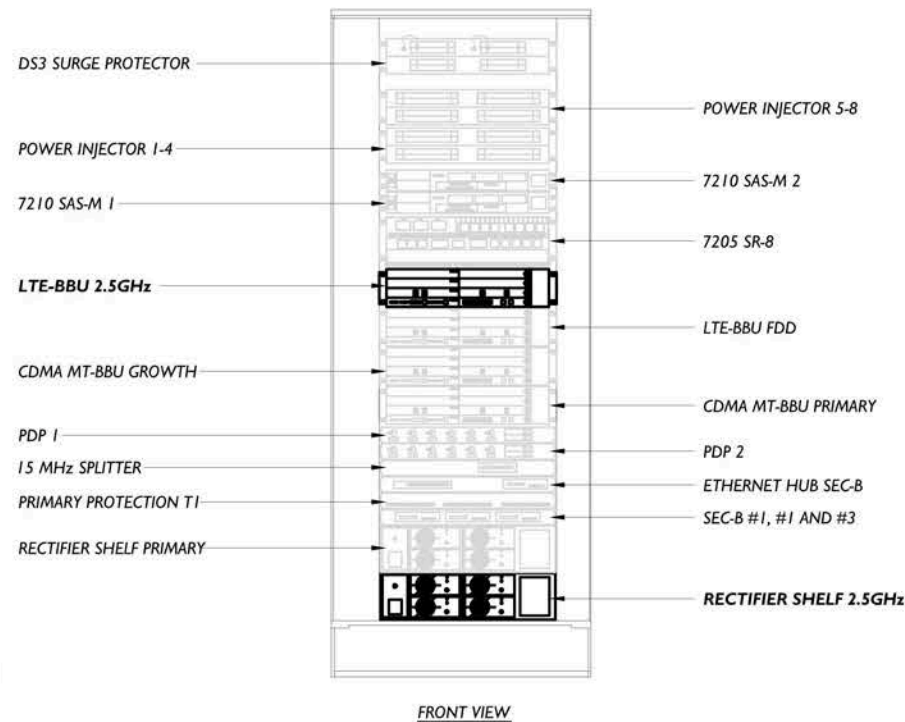 DS3 SURGE PROTECTOR
POWER INJECTOR 5-8
POWER INJECTOR 1-4
7210 SAS-M 2
7210 SAS-M 1
7205 SR-8
LTE-BBU 2.5GHz
LTE-BBU FDD
CDMA MT-BBU GROWTH
CDMA MT-BBU PRIMARY
PDP 1
PDP 2
15 MHz SPLITTER
ETHERNET HUB SEC-B
PRIMARY PROTECTION T1
SEC-B #1, #1 AND #3
RECTIFIER SHELF PRIMARY
RECTIFIER SHELF 2.5GHz
FRONT VIEW